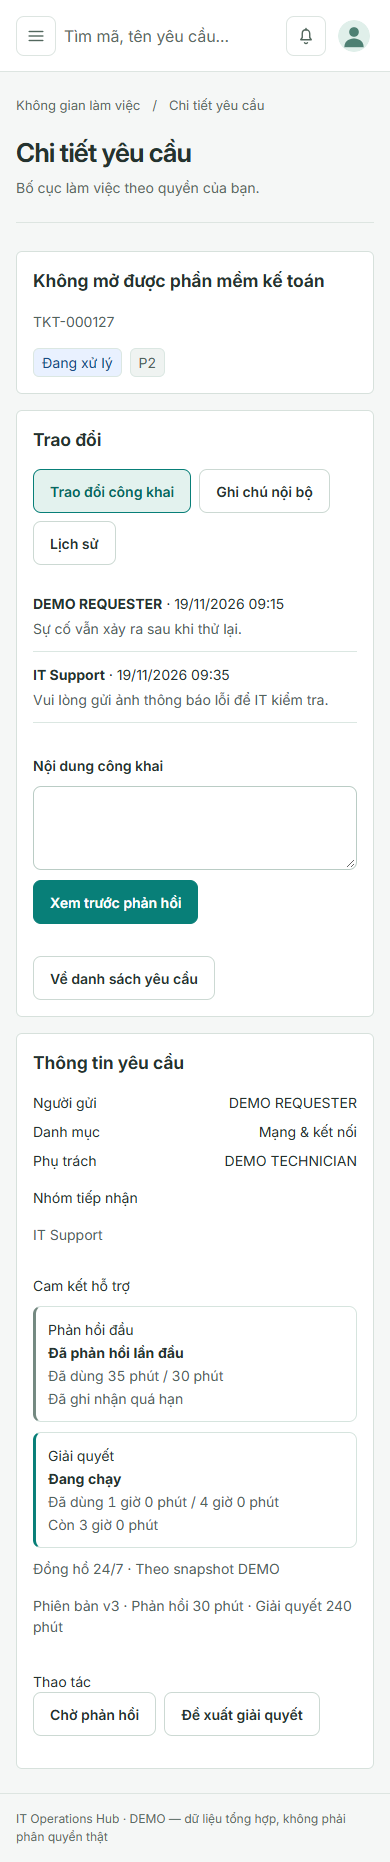 Tìm mã, tên yêu cầu...
Không gian làm việc / Chi tiết yêu cầu
Chi tiết yêu cầu
Bố cục làm việc theo quyền của bạn.
Không mở được phần mềm kế toán
TKT-000127
Đang xử lý P2
Trao đổi
Trao đổi công khai Ghi chú nội bộ
Lịch sử
DEMO REQUESTER · 19/11/2026 09:15
Sự cố vẫn xảy ra sau khi thử lại.
IT Support · 19/11/2026 09:35
Vui lòng gửi ảnh thông báo lỗi để IT kiểm tra.
Nội dung công khai
Xem trước phản hồi
Về danh sách yêu cầu
Thông tin yêu cầu
Người gửi DEMO REQUESTER
Danh mục Mạng & kết nối
Phụ trách DEMO TECHNICIAN
Nhóm tiếp nhận
IT Support
Cam kết hỗ trợ
Phản hồi đầu
Đã phản hồi lần đầu
Đã dùng 35 phút / 30 phút
Đã ghi nhận quá hạn
Giải quyết
Đang chạy
Đã dùng 1 giờ 0 phút / 4 giờ 0 phút
Còn 3 giờ 0 phút
Đồng hồ 24/7 · Theo snapshot DEMO
Phiên bản v3 · Phản hồi 30 phút · Giải quyết 240
phút
Thao tác
Chờ phản hồi Đề xuất giải quyết
IT Operations Hub · DEMO — dữ liệu tổng hợp, không phải
phân quyền thật